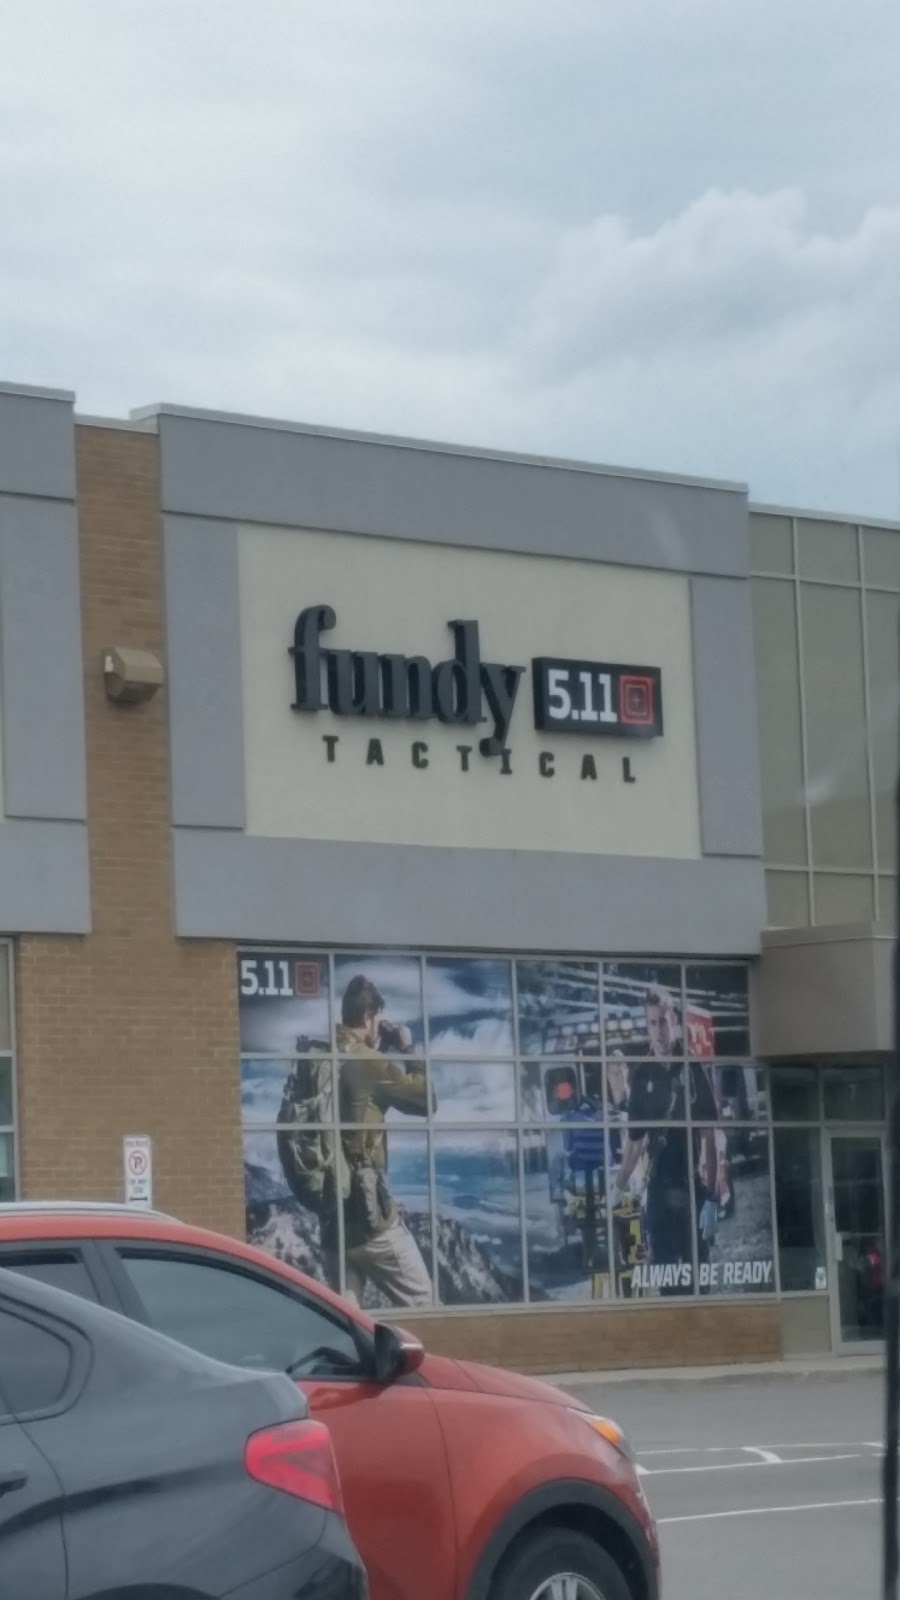 fundy 5.11
TACTICAL
5.11
ALWAYS BE READY